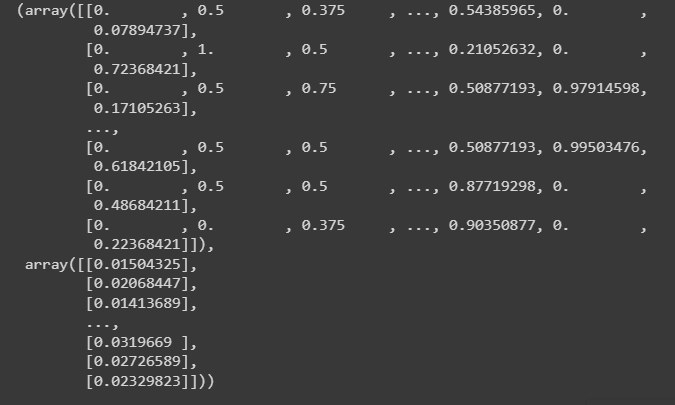 (array([[0.        , 0.5       , 0.375     , ..., 0.54385965, 0.        ,
         0.07894737],
        [0.        , 1.        , 0.5       , ..., 0.21052632, 0.        ,
         0.72368421],
        [0.        , 0.5       , 0.75      , ..., 0.50877193, 0.97914598,
         0.17105263],
        ...,
        [0.        , 0.5       , 0.5       , ..., 0.50877193, 0.99503476,
         0.61842105],
        [0.        , 0.5       , 0.5       , ..., 0.87719298, 0.        ,
         0.48684211],
        [0.        , 0.        , 0.375     , ..., 0.90350877, 0.        ,
         0.22368421]]),
 array([[0.01504325],
        [0.02068447],
        [0.01413689],
        ...,
        [0.0319669 ],
        [0.02726589],
        [0.02329823]]))